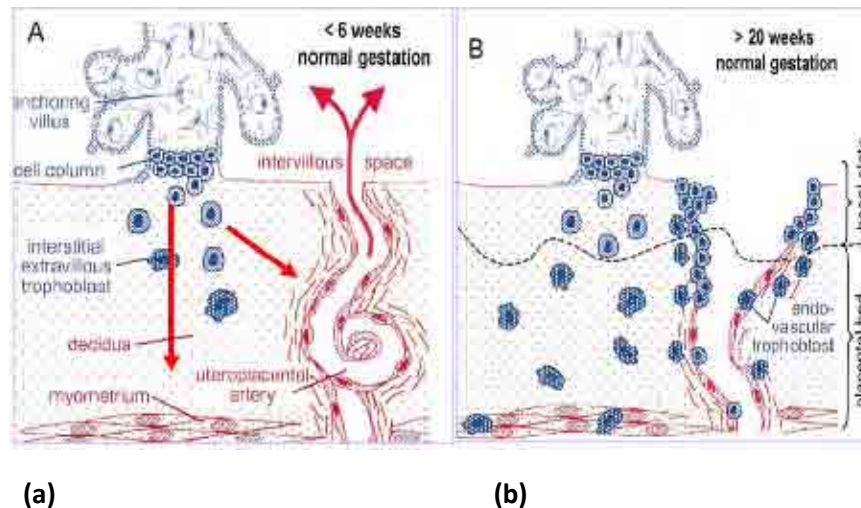 A
< 6 weeks
normal gestation
anchoring
villus
cell column
intervillous space
interstitial
extravillous
trophoblast
decidua
uteroplacental
artery
myometrium
B
> 20 weeks
normal gestation
endo-
vascular
trophoblast
(a)
(b)